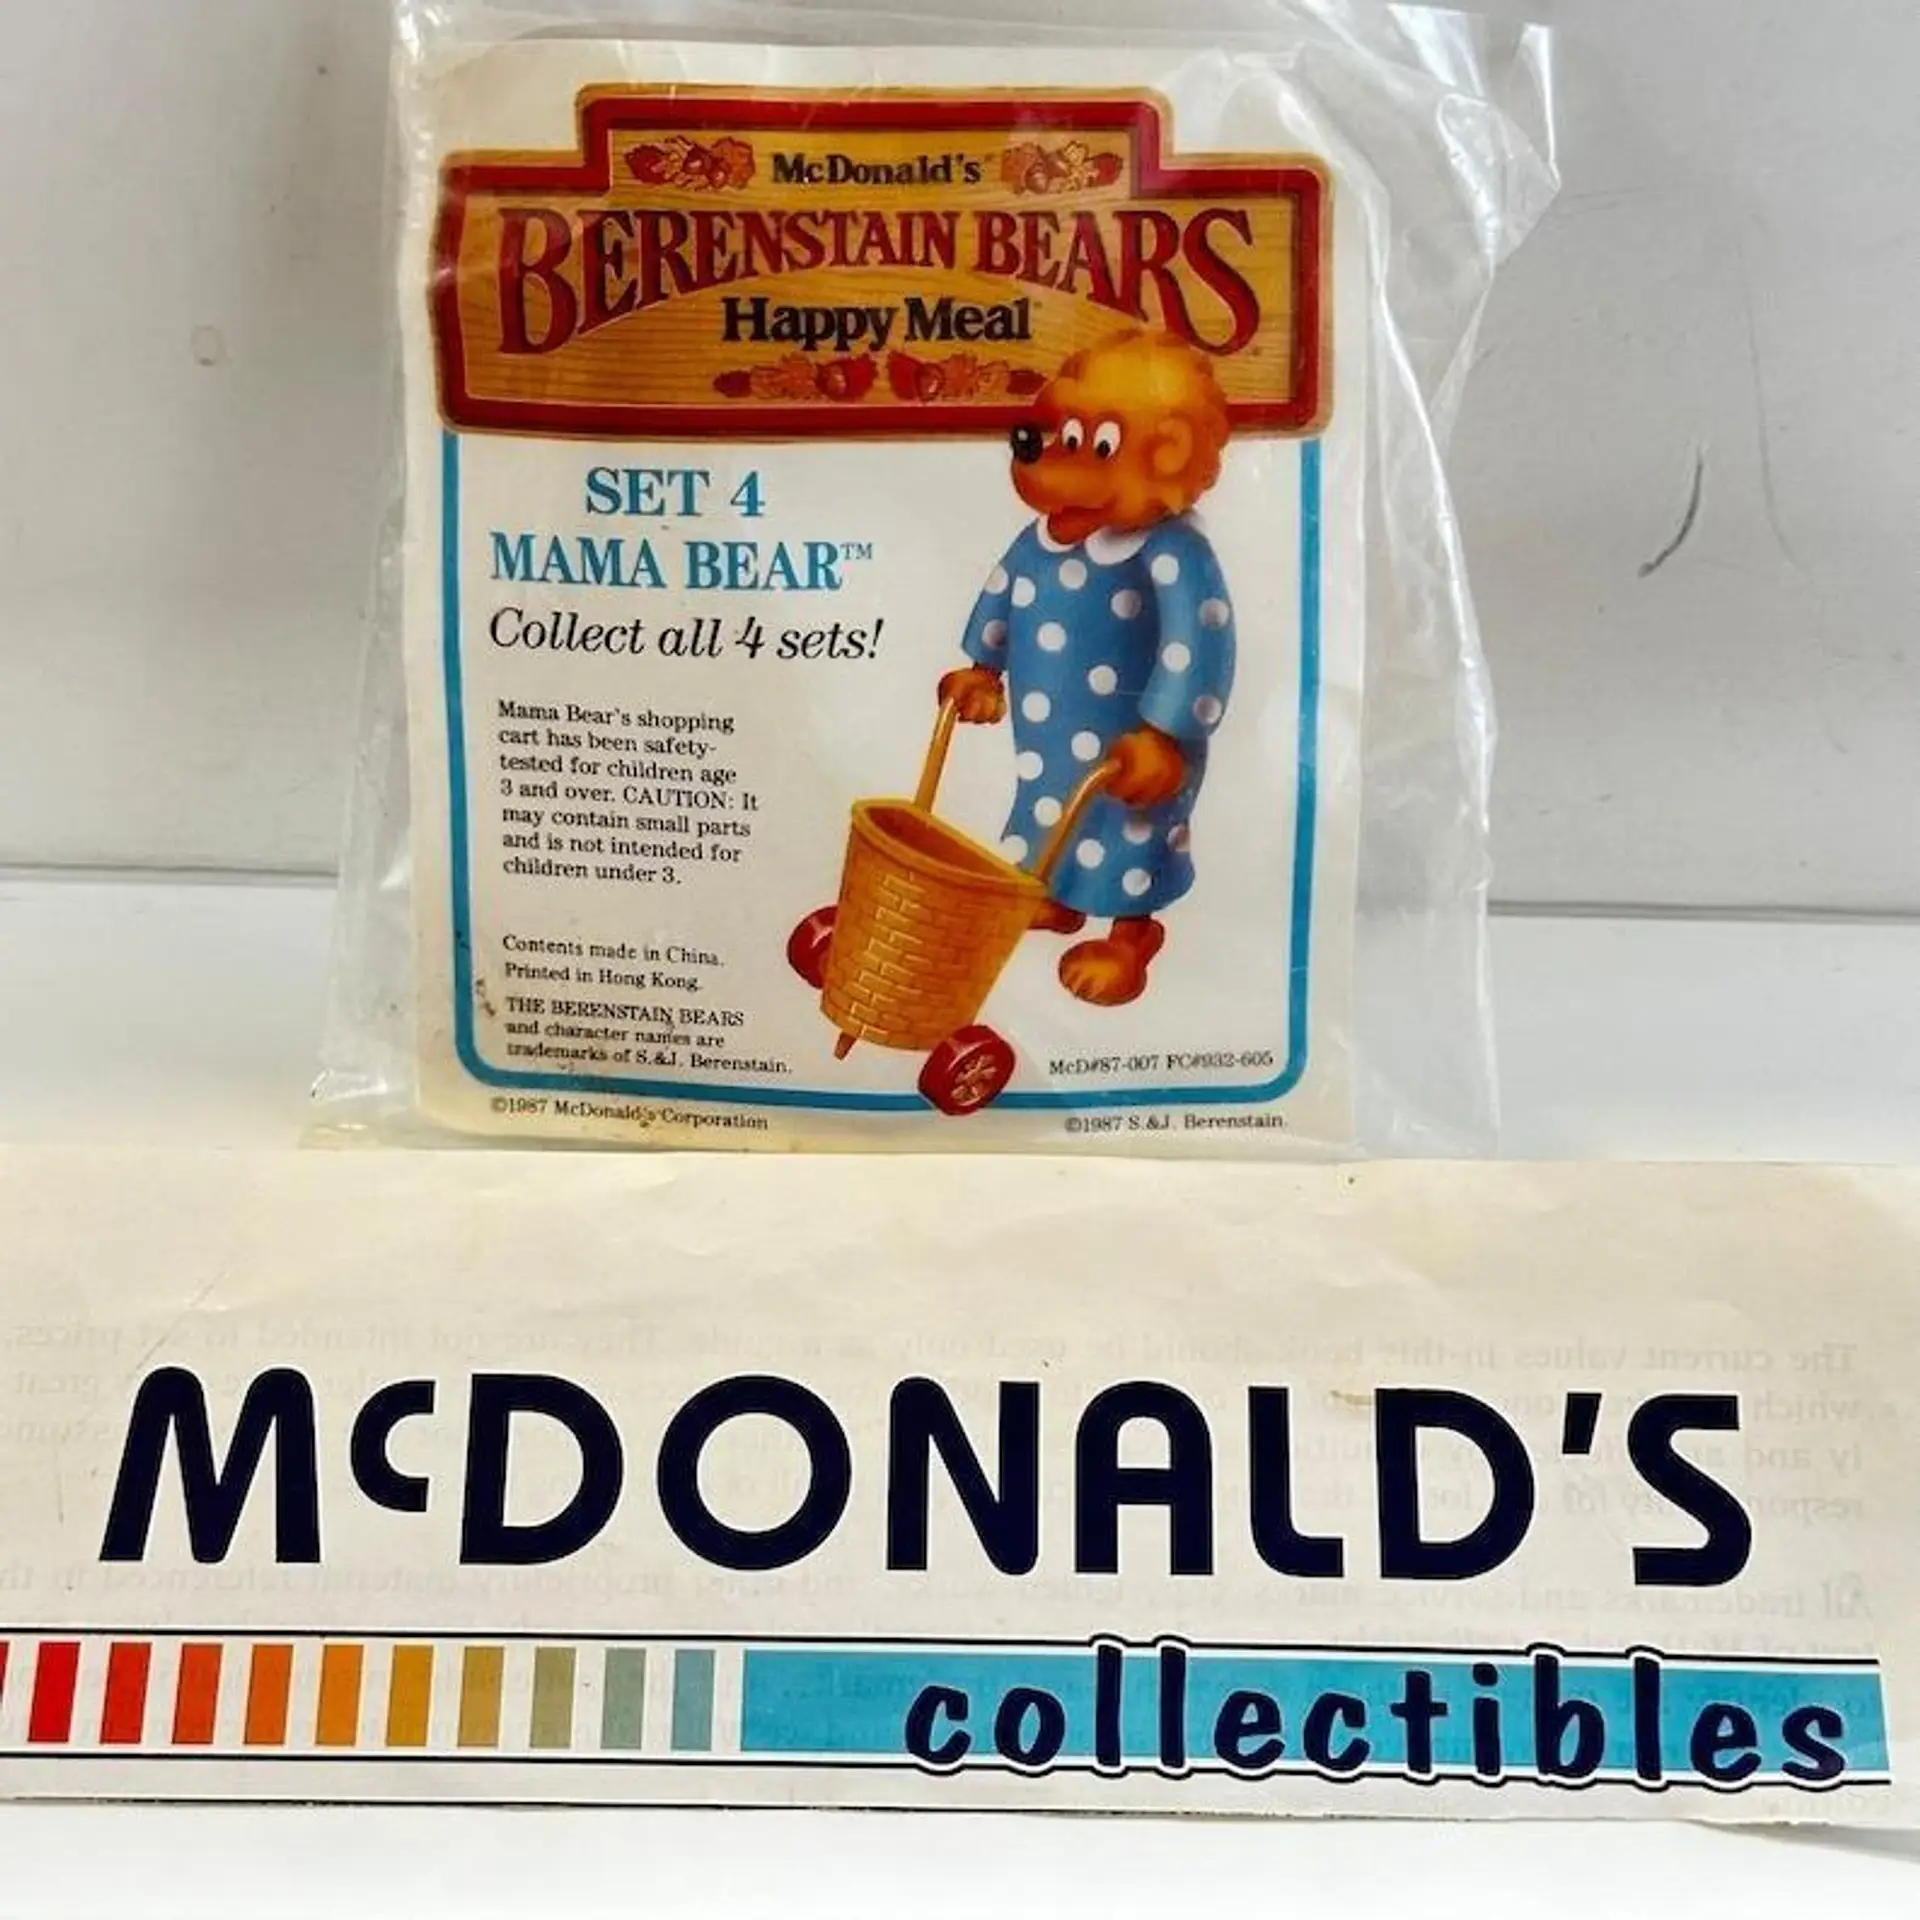 McDonald's
BERENSTAIN BEARS
Happy Meal
SET 4
MAMA BEAR™
Collect all 4 sets!
Mama Bear's shopping
cart has been safety-
tested for children age
3 and over. CAUTION: It
may contain small parts
and is not intended for
children under 3.
Contents made in China.
Printed in Hong Kong.
THE BERENSTAIN BEARS
and character names are
trademarks of S.&J. Berenstain.
McD#87-007 FC#932-605
©1987 McDonald's Corporation
©1987 S.&J. Berenstain.
McDONALD'S
collectibles